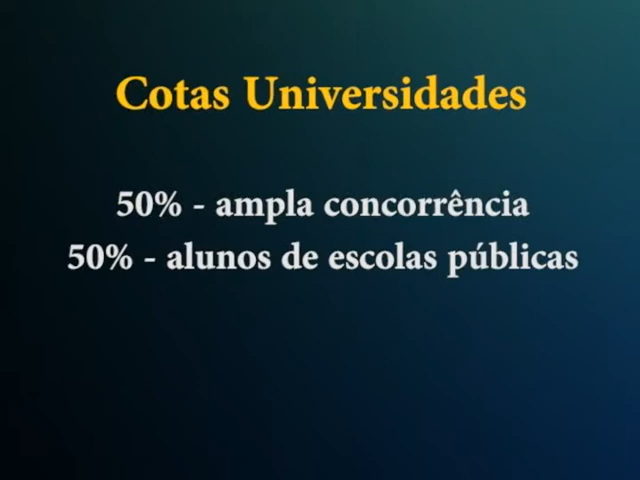 Cotas Universidades
50% - ampla concorrência
50% - alunos de escolas públicas